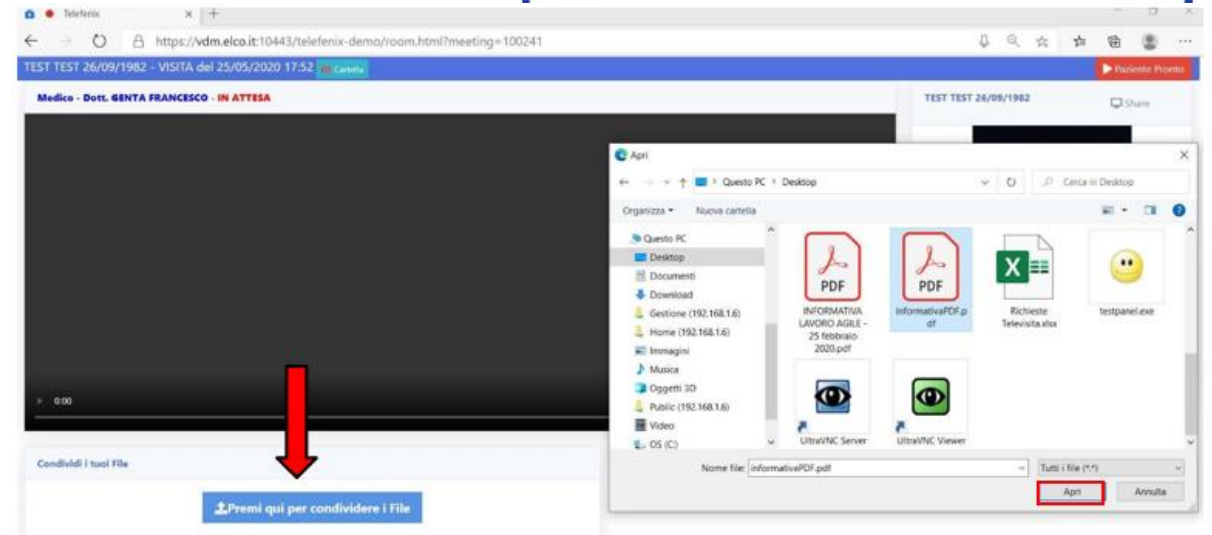 Telefenix
https://vdm.elco.it:10443/telefenix-demo/room.html?meeting=100241
TEST TEST 26/09/1982 - VISITA del 25/05/2020 17:52 Cartella
Paziente Pronto
Medico - Dott. GENTA FRANCESCO - IN ATTESA
TEST TEST 26/09/1982
Share
Apri
Questo PC
Desktop
Cerca in Desktop
Organizza
Nuova cartella
Questo PC
Desktop
Documenti
Download
Gestione (192.168.1.6)
Home (192.168.1.6)
Immagini
Musica
Oggetti 3D
Public (192.168.1.6)
Video
OS (C:)
PDF
INFORMATIVA
LAVORO AGILE -
25 febbraio
2020.pdf
PDF
informativaPDF.p
df
X
Richieste
Televisita.xlsx
testpanel.exe
UltraVNC Server
UltraVNC Viewer
0:00
Condividi i tuoi File
Premi qui per condividere i File
Nome file: informativaPDF.pdf
Tutti i file (*.*)
Apri
Annulla